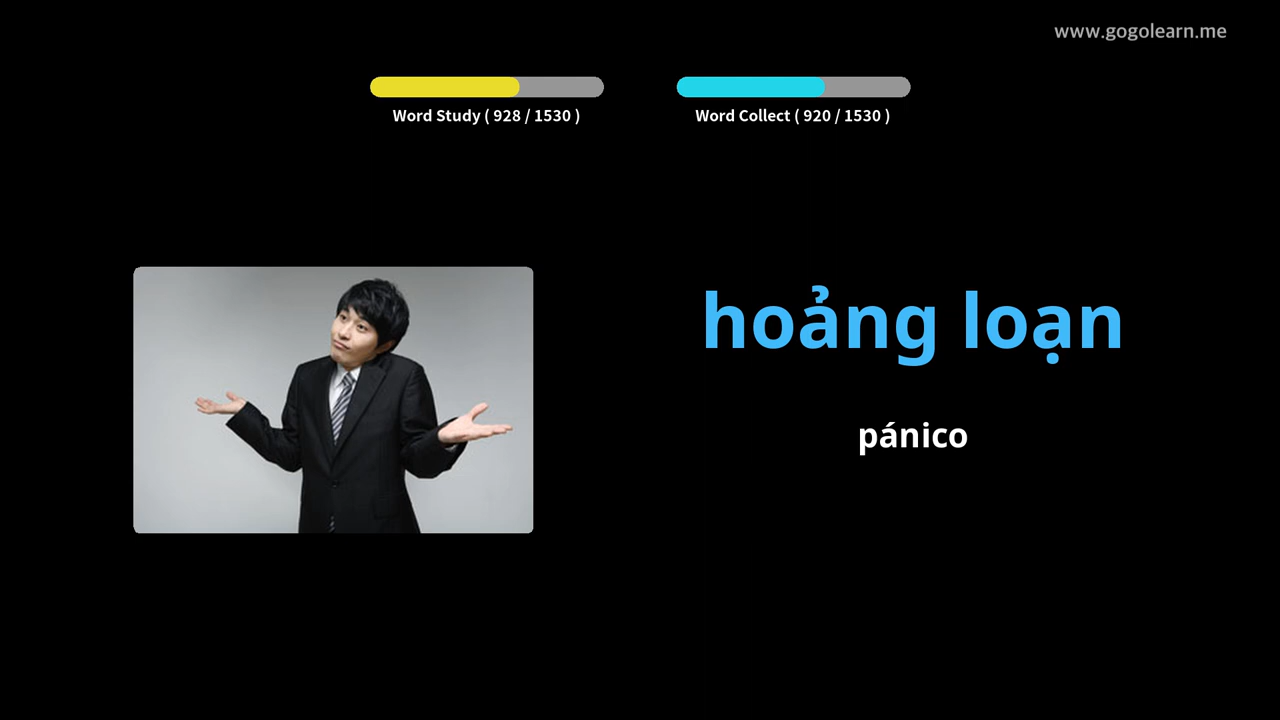 www.gogolearn.me
Word Study ( 928 / 1530 )
Word Collect ( 920 / 1530 )
hoảng loạn
pánico